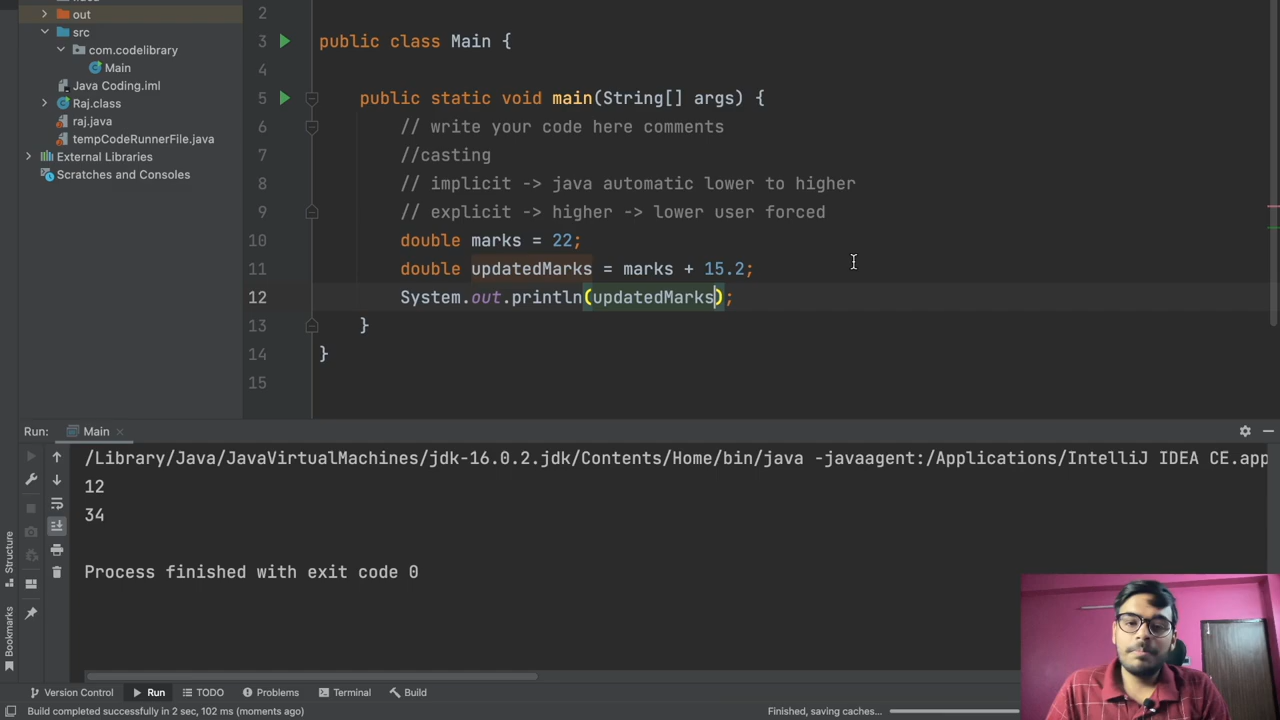 out
src
com.codelibrary
Main
Java Coding.iml
Raj.class
raj.java
tempCodeRunnerFile.java
External Libraries
Scratches and Consoles
2
3 public class Main {
4
5 public static void main(String[] args) {
6 // write your code here comments
7 //casting
8 // implicit -> java automatic lower to higher
9 // explicit -> higher -> lower user forced
10 double marks = 22;
11 double updatedMarks = marks + 15.2;
12 System.out.println(updatedMarks);
13 }
14 }
15
Run: Main
/Library/Java/JavaVirtualMachines/jdk-16.0.2.jdk/Contents/Home/bin/java -javaagent:/Applications/IntelliJ IDEA CE.app
12
34
Process finished with exit code 0
Structure
Bookmarks
Version Control Run TODO Problems Terminal Build
Build completed successfully in 2 sec, 102 ms (moments ago) Finished, saving caches...